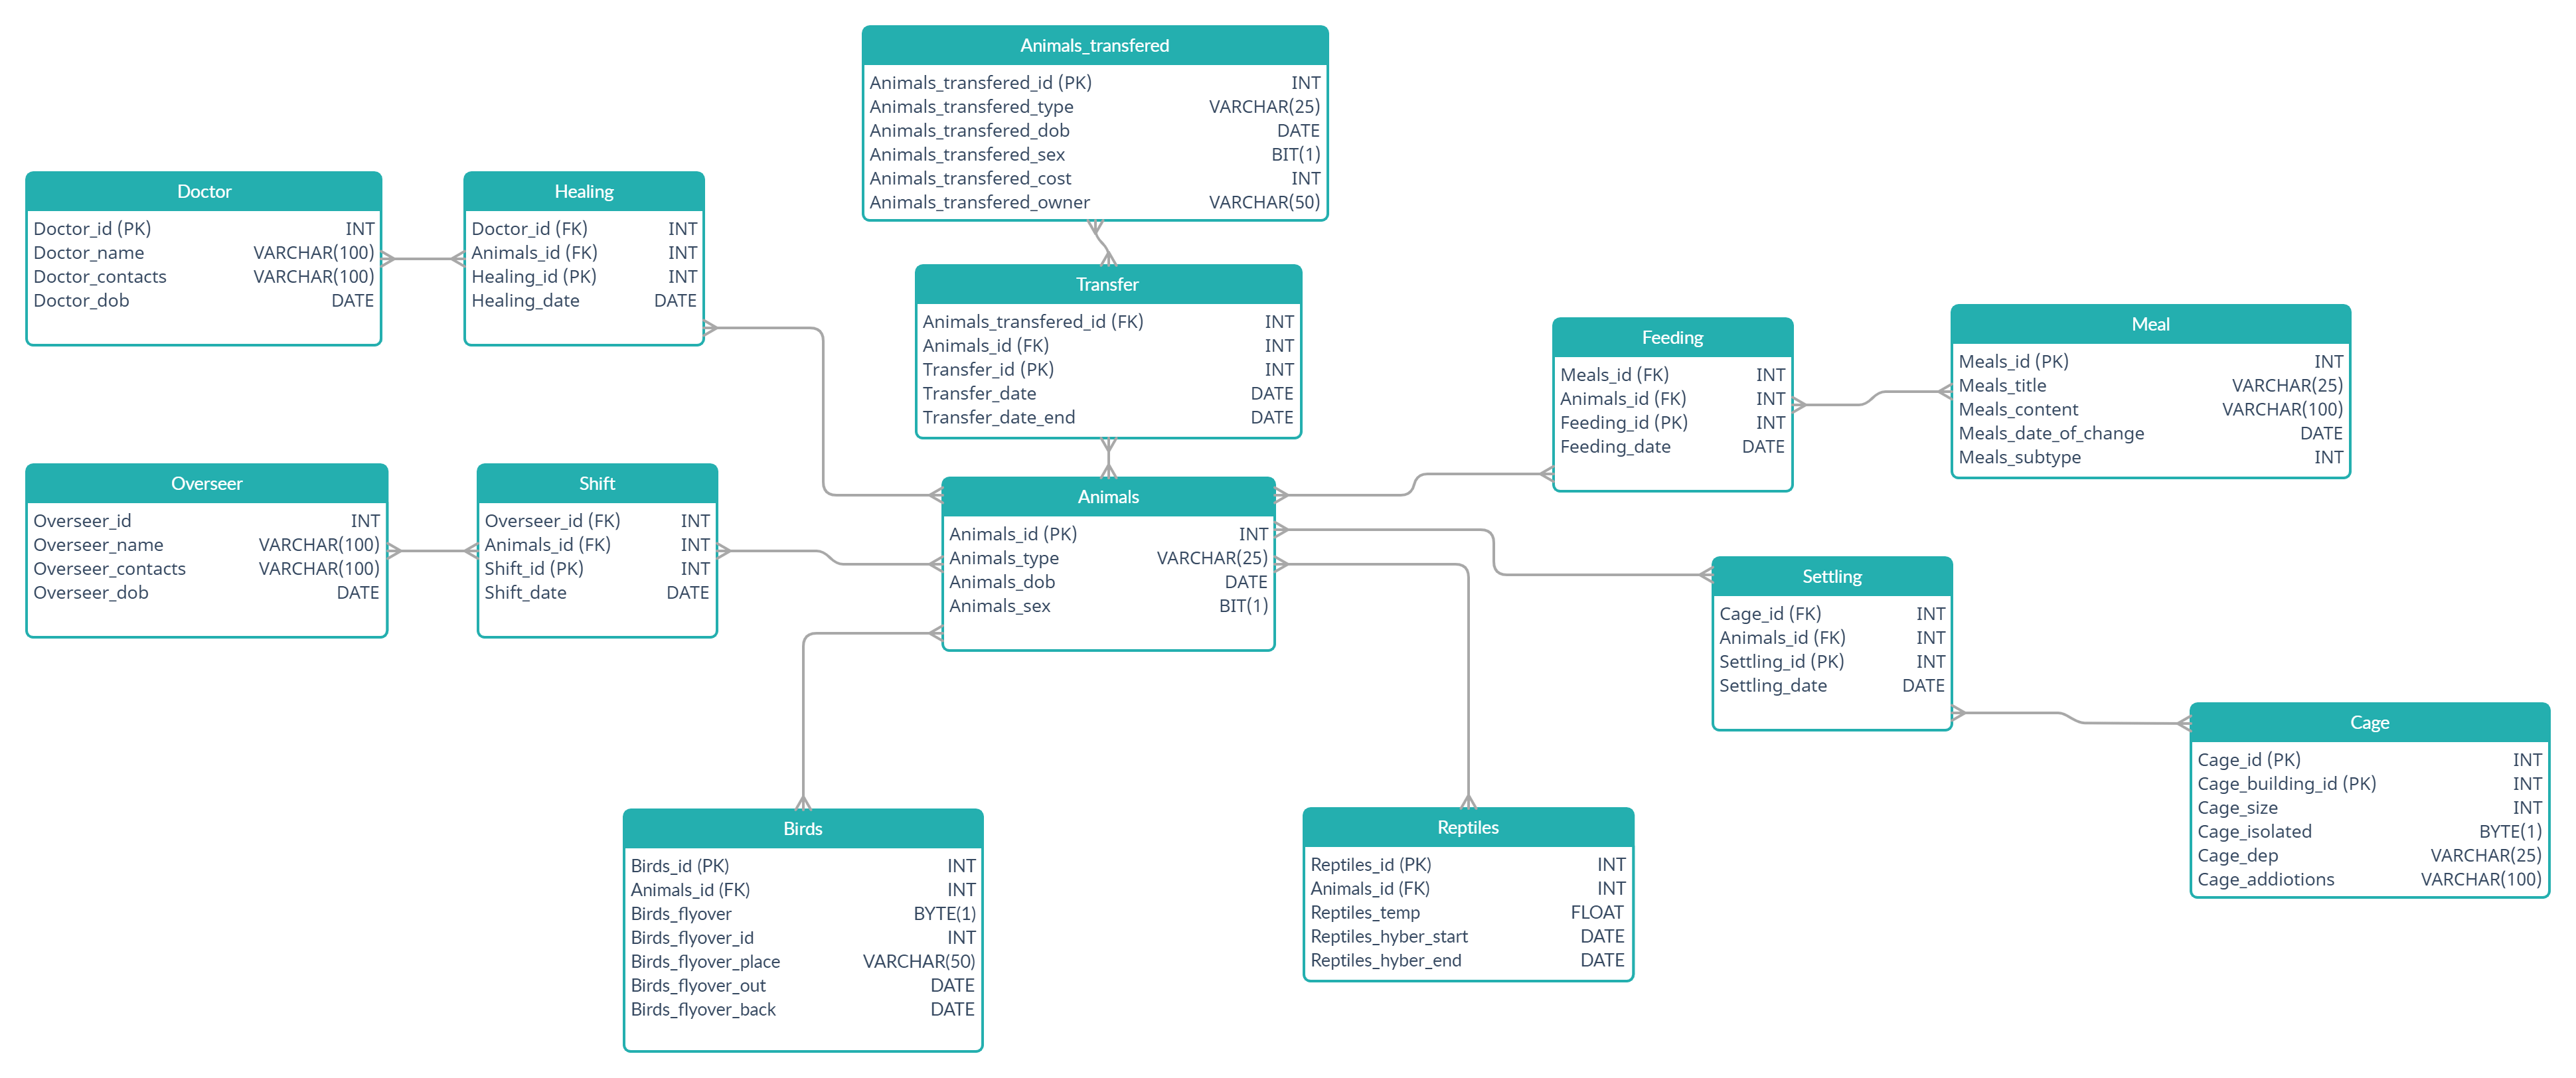 Animals_transfered
Animals_transfered_id (PK) INT
Animals_transfered_type VARCHAR(25)
Animals_transfered_dob DATE
Animals_transfered_sex BIT(1)
Animals_transfered_cost INT
Animals_transfered_owner VARCHAR(50)
Doctor
Doctor_id (PK) INT
Doctor_name VARCHAR(100)
Doctor_contacts VARCHAR(100)
Doctor_dob DATE
Healing
Doctor_id (FK) INT
Animals_id (FK) INT
Healing_id (PK) INT
Healing_date DATE
Transfer
Animals_transfered_id (FK) INT
Animals_id (FK) INT
Transfer_id (PK) INT
Transfer_date DATE
Transfer_date_end DATE
Feeding
Meals_id (FK) INT
Animals_id (FK) INT
Feeding_id (PK) INT
Feeding_date DATE
Meal
Meals_id (PK) INT
Meals_title VARCHAR(25)
Meals_content VARCHAR(100)
Meals_date_of_change DATE
Meals_subtype INT
Overseer
Overseer_id INT
Overseer_name VARCHAR(100)
Overseer_contacts VARCHAR(100)
Overseer_dob DATE
Shift
Overseer_id (FK) INT
Animals_id (FK) INT
Shift_id (PK) INT
Shift_date DATE
Animals
Animals_id (PK) INT
Animals_type VARCHAR(25)
Animals_dob DATE
Animals_sex BIT(1)
Settling
Cage_id (FK) INT
Animals_id (FK) INT
Settling_id (PK) INT
Settling_date DATE
Cage
Cage_id (PK) INT
Cage_building_id (PK) INT
Cage_size INT
Cage_isolated BYTE(1)
Cage_dep VARCHAR(25)
Cage_addiotions VARCHAR(100)
Birds
Birds_id (PK) INT
Animals_id (FK) INT
Birds_flyover BYTE(1)
Birds_flyover_id INT
Birds_flyover_place VARCHAR(50)
Birds_flyover_out DATE
Birds_flyover_back DATE
Reptiles
Reptiles_id (PK) INT
Animals_id (FK) INT
Reptiles_temp FLOAT
Reptiles_hyber_start DATE
Reptiles_hyber_end DATE